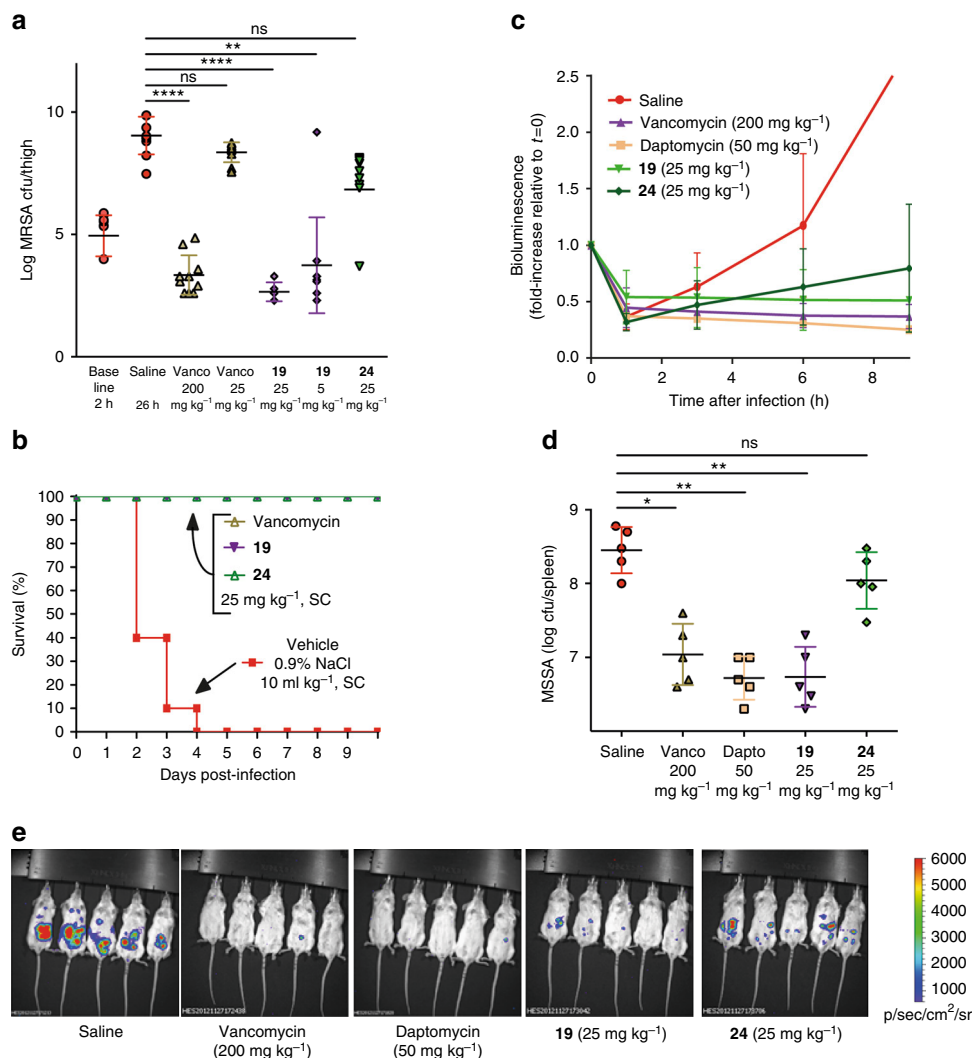 a
ns
**
****
ns
****
Log MRSA cfu/thigh
10
5
0
Base line 2 h
Saline 26 h
Vanco 200 mg kg⁻¹
Vanco 25 mg kg⁻¹
19 25 mg kg⁻¹
19 5 mg kg⁻¹
24 25 mg kg⁻¹
c
Bioluminescence
(fold-increase relative to t=0)
2.5
2.0
1.5
1.0
0.5
0.0
Saline
Vancomycin (200 mg kg⁻¹)
Daptomycin (50 mg kg⁻¹)
19 (25 mg kg⁻¹)
24 (25 mg kg⁻¹)
0 2 4 6 8
Time after infection (h)
b
Survival (%)
100
90
80
70
60
50
40
30
20
10
0
Vancomycin
19
24
25 mg kg⁻¹, SC
Vehicle
0.9% NaCl
10 ml kg⁻¹, SC
0 1 2 3 4 5 6 7 8 9
Days post-infection
d
ns
**
**
*
MSSA (log cfu/spleen)
9
8
7
Saline
Vanco 200 mg kg⁻¹
Dapto 50 mg kg⁻¹
19 25 mg kg⁻¹
24 25 mg kg⁻¹
e
HES20121127172430
HES20121127173042
HES20121127173706
6000
5000
4000
3000
2000
1000
p/sec/cm²/sr
Saline
Vancomycin
(200 mg kg⁻¹)
Daptomycin
(50 mg kg⁻¹)
19 (25 mg kg⁻¹)
24 (25 mg kg⁻¹)